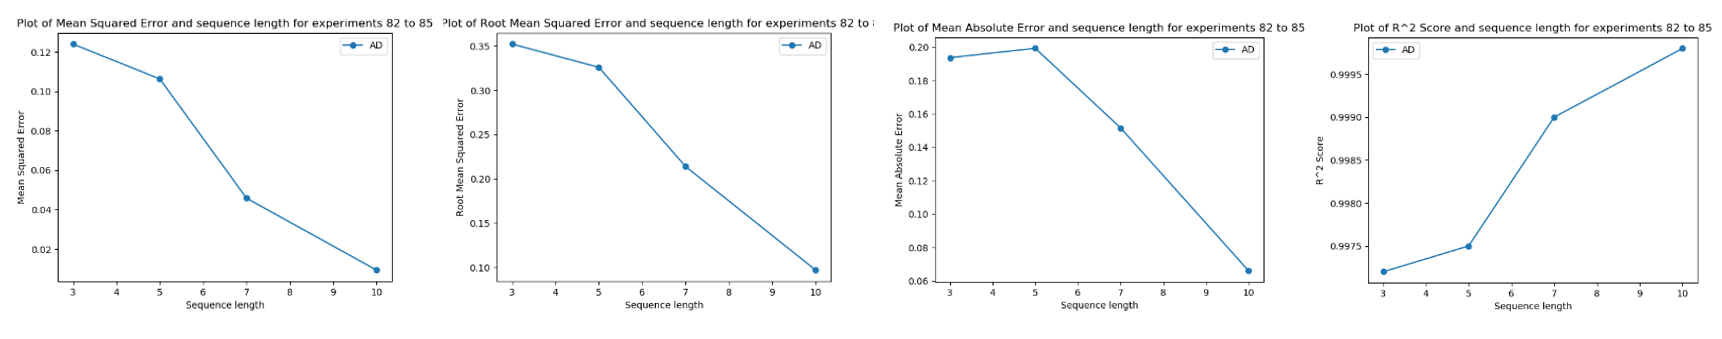 Plot of Mean Squared Error and sequence length for experiments 82 to 85
AD
0.12
0.10
0.08
0.06
0.04
0.02
Mean Squared Error
3 4 5 6 7 8 9 10
Sequence length
Plot of Root Mean Squared Error and sequence length for experiments 82 to
AD
0.35
0.30
0.25
0.20
0.15
0.10
Root Mean Squared Error
3 4 5 6 7 8 9 10
Sequence length
Plot of Mean Absolute Error and sequence length for experiments 82 to 85
AD
0.20
0.18
0.16
0.14
0.12
0.10
0.08
0.06
Mean Absolute Error
3 4 5 6 7 8 9 10
Sequence length
Plot of R^2 Score and sequence length for experiments 82 to 85
AD
0.9995
0.9990
0.9985
0.9980
0.9975
R^2 Score
3 4 5 6 7 8 9 10
Sequence length